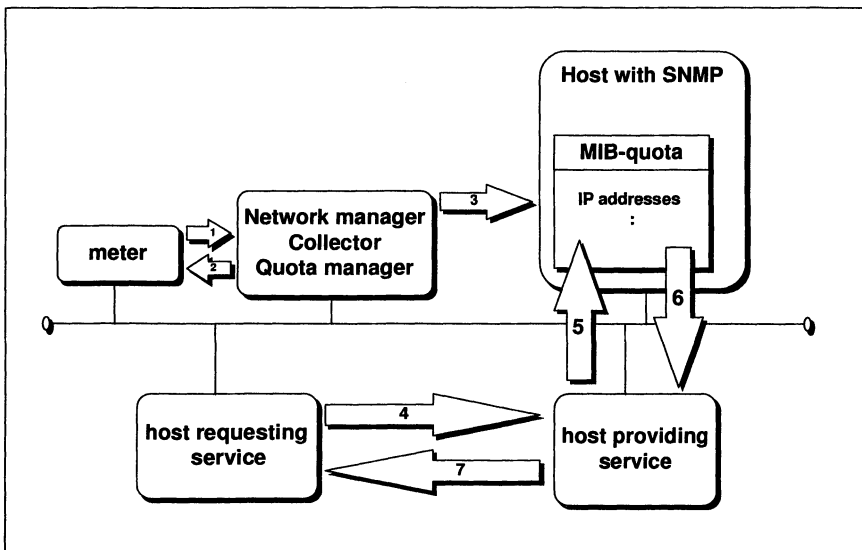 Host with SNMP
MIB-quota
IP addresses
:
3
Network manager
Collector
Quota manager
1
2
meter
5
6
host requesting
service
4
7
host providing
service